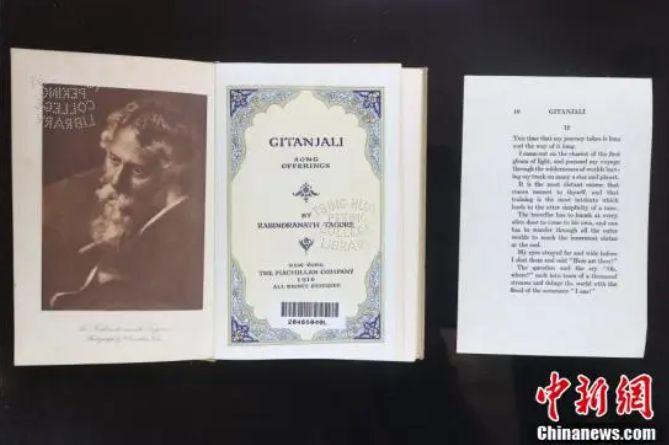 PEKING
COLLEGE
LIBRARY
Photograph by
GITANJALI
SONG
OFFERINGS
BY
RABINDRANATH TAGORE
TSING HUA
PEKING
COLLEGE
LIBRARY
NEW YORK
THE MACMILLAN COMPANY
1916
ALL RIGHTS RESERVED
10 GITANJALI
12
The time that my journey takes is long
and the way of it long.
I came out on the chariot of the first
gleam of light, and pursued my voyage
through the wildernesses of worlds leav-
ing my track on many a star and planet.
It is the most distant course that
comes nearest to thyself, and that
training is the most intricate which
leads to the utter simplicity of a tune.
The traveller has to knock at every
alien door to come to his own, and one
has to wander through all the outer
worlds to reach the innermost shrine
at the end.
My eyes strayed far and wide before
I shut them and said "Here art thou!"
The question and the cry "Oh,
where?" melt into tears of a thousand
streams and deluge the world with the
flood of the assurance "I am!"
中新网
Chinanews.com